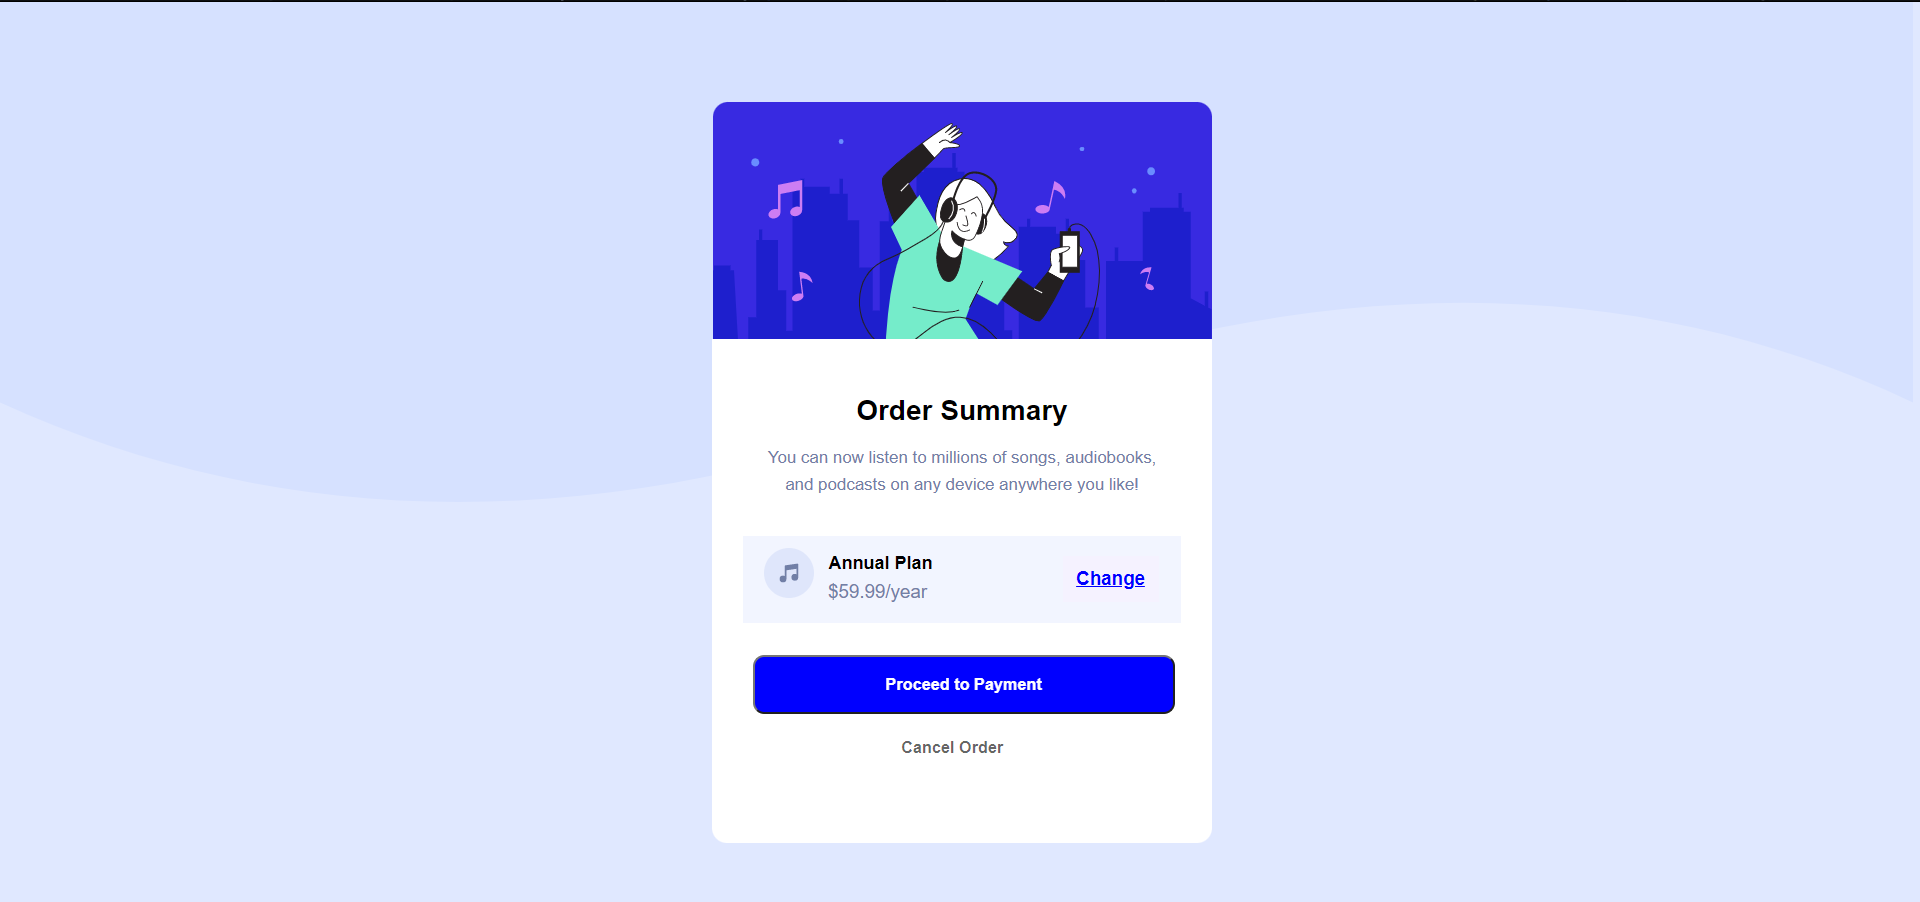 Order Summary
You can now listen to millions of songs, audiobooks,
and podcasts on any device anywhere you like!
Annual Plan
$59.99/year
Change
Proceed to Payment
Cancel Order